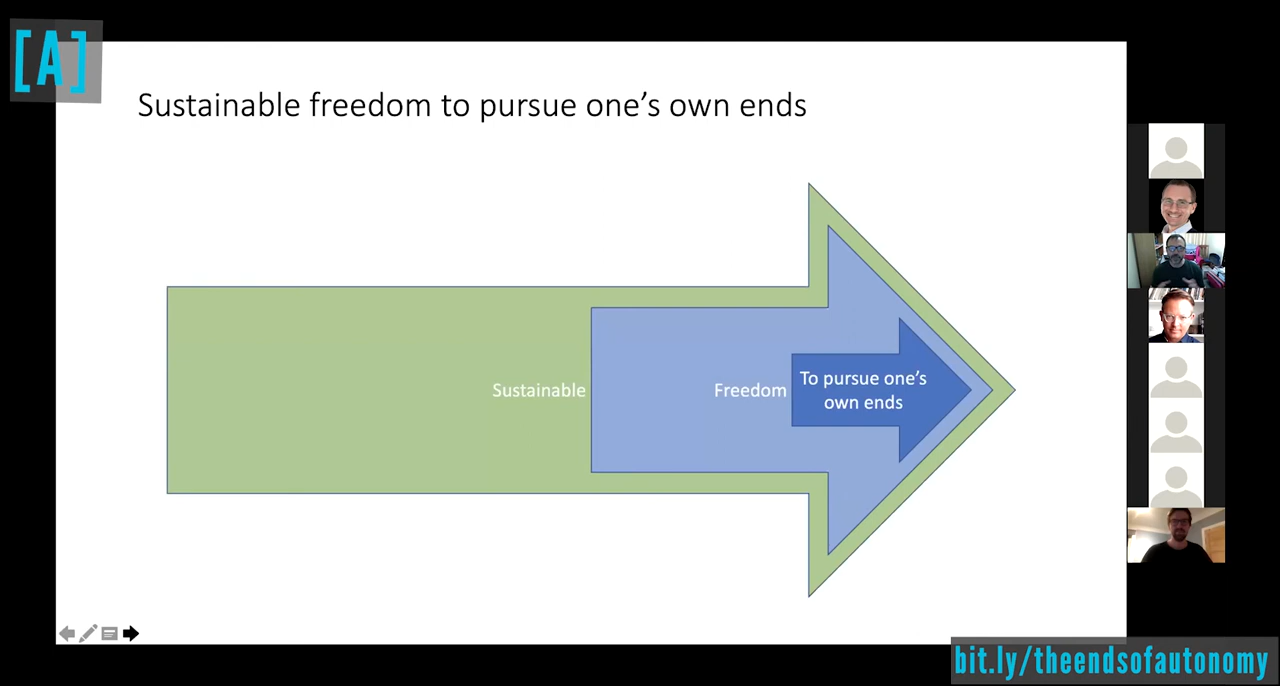 [A]
Sustainable freedom to pursue one's own ends
Sustainable
Freedom
To pursue one's
own ends
bit.ly/theendsofautonomy